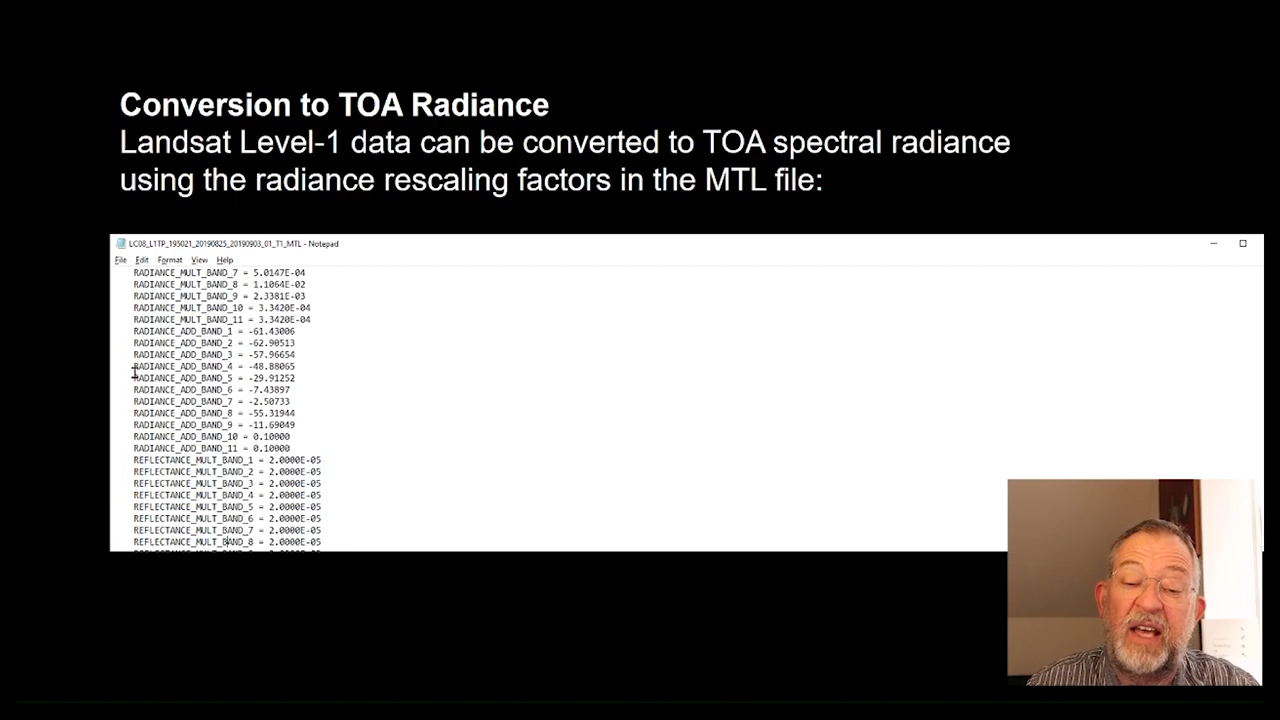 Conversion to TOA Radiance
Landsat Level-1 data can be converted to TOA spectral radiance
using the radiance rescaling factors in the MTL file:
LC08_L1TP_195021_20190825_20190903_01_T1_MTL - Notepad
File Edit Format View Help
RADIANCE_MULT_BAND_7 = 5.0147E-04
RADIANCE_MULT_BAND_8 = 1.1064E-02
RADIANCE_MULT_BAND_9 = 2.3381E-03
RADIANCE_MULT_BAND_10 = 3.3420E-04
RADIANCE_MULT_BAND_11 = 3.3420E-04
RADIANCE_ADD_BAND_1 = -61.43006
RADIANCE_ADD_BAND_2 = -62.90513
RADIANCE_ADD_BAND_3 = -57.96654
RADIANCE_ADD_BAND_4 = -48.88065
RADIANCE_ADD_BAND_5 = -29.91252
RADIANCE_ADD_BAND_6 = -7.43897
RADIANCE_ADD_BAND_7 = -2.50733
RADIANCE_ADD_BAND_8 = -55.31944
RADIANCE_ADD_BAND_9 = -11.69049
RADIANCE_ADD_BAND_10 = 0.10000
RADIANCE_ADD_BAND_11 = 0.10000
REFLECTANCE_MULT_BAND_1 = 2.0000E-05
REFLECTANCE_MULT_BAND_2 = 2.0000E-05
REFLECTANCE_MULT_BAND_3 = 2.0000E-05
REFLECTANCE_MULT_BAND_4 = 2.0000E-05
REFLECTANCE_MULT_BAND_5 = 2.0000E-05
REFLECTANCE_MULT_BAND_6 = 2.0000E-05
REFLECTANCE_MULT_BAND_7 = 2.0000E-05
REFLECTANCE_MULT_BAND_8 = 2.0000E-05